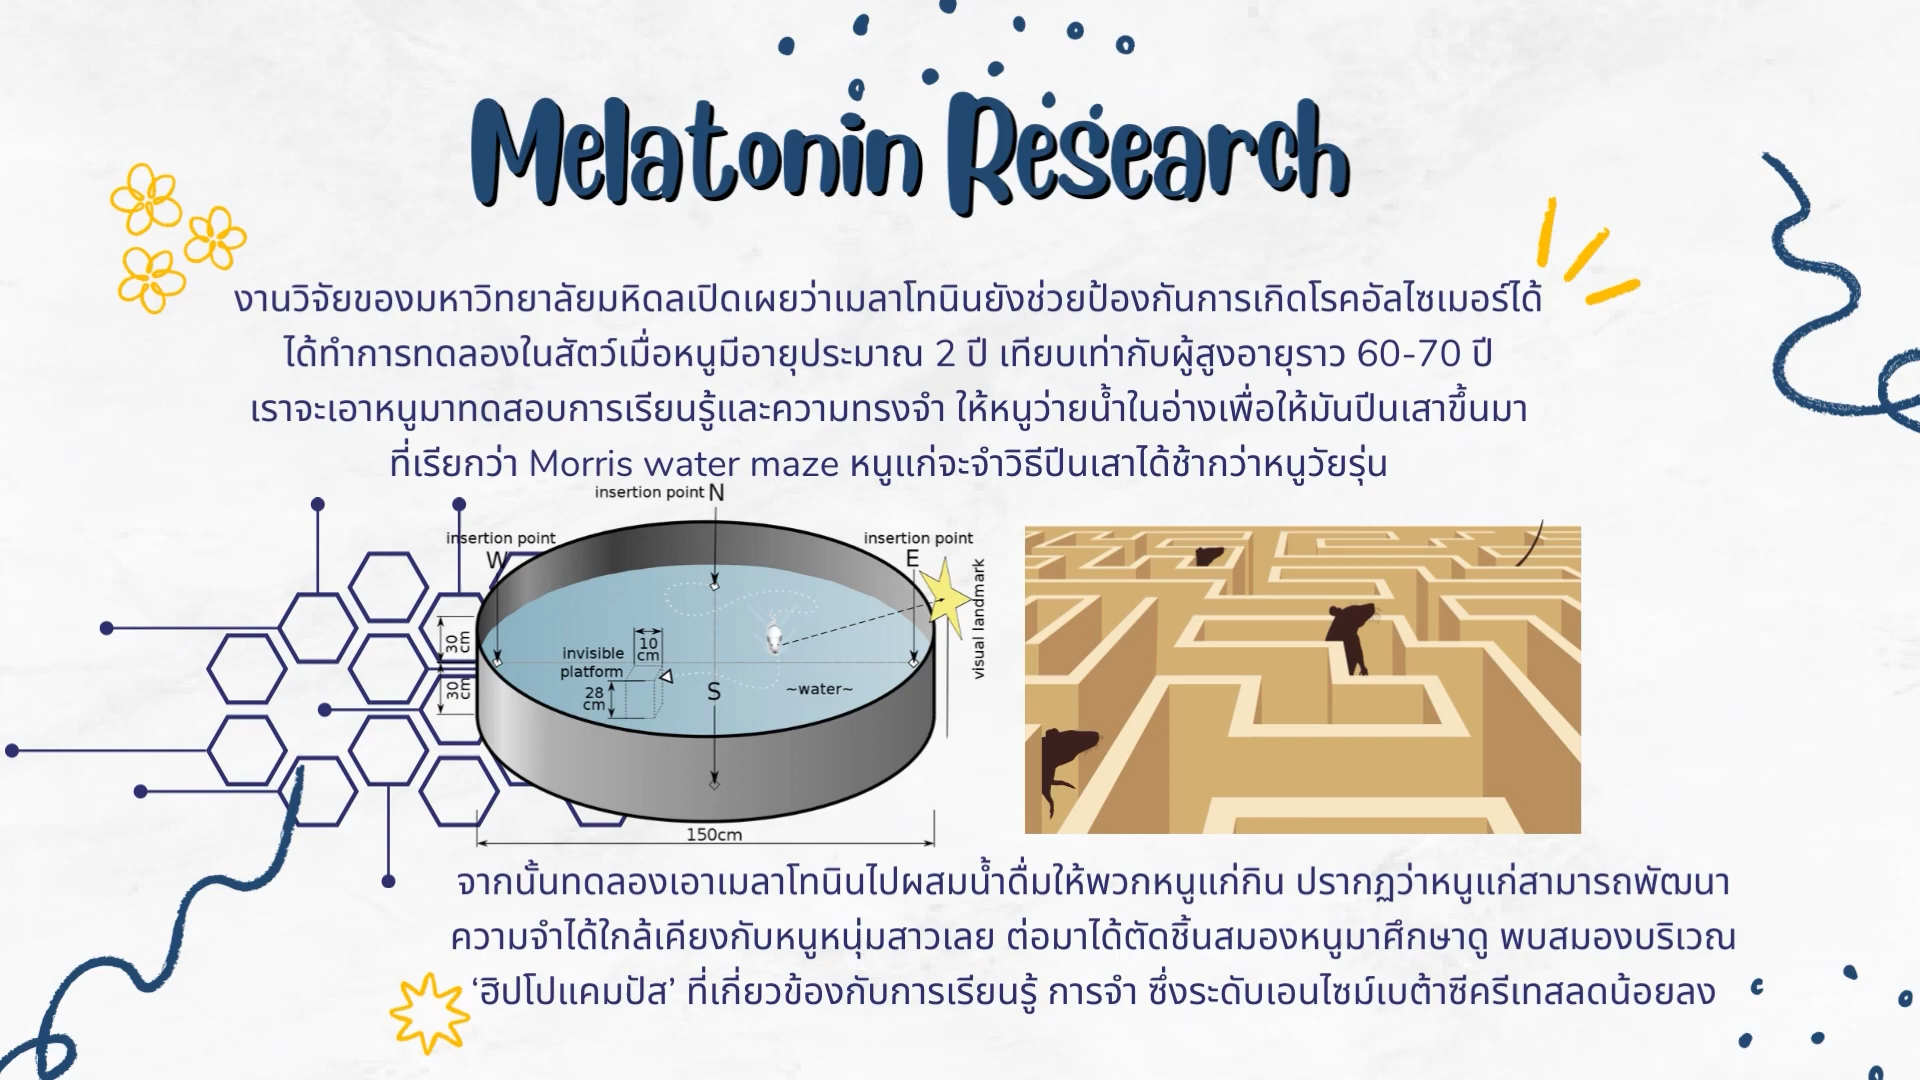 Melatonin Research
งานวิจัยของมหาวิทยาลัยมหิดลเปิดเผยว่าเมลาโทนินยังช่วยป้องกันการเกิดโรคอัลไซเมอร์ได้
ได้ทำการทดลองในสัตว์เมื่อหนูมีอายุประมาณ 2 ปี เทียบเท่ากับผู้สูงอายุราว 60-70 ปี
เราจะเอาหนูมาทดสอบการเรียนรู้และความทรงจำ ให้หนูว่ายน้ำในอ่างเพื่อให้มันปีนเสาขึ้นมา
ที่เรียกว่า Morris water maze หนูแก่จะจำวิธีปีนเสาได้ช้ากว่าหนูวัยรุ่น
insertion point N
insertion point
W
insertion point
E
visual landmark
30 cm
30 cm
10 cm
invisible
platform
28 cm
S
~water~
150cm
จากนั้นทดลองเอาเมลาโทนินไปผสมน้ำดื่มให้พวกหนูแก่กิน ปรากฏว่าหนูแก่สามารถพัฒนา
ความจำได้ใกล้เคียงกับหนูหนุ่มสาวเลย ต่อมาได้ตัดชิ้นสมองหนูมาศึกษาดู พบสมองบริเวณ
‘ฮิปโปแคมปัส’ ที่เกี่ยวข้องกับการเรียนรู้ การจำ ซึ่งระดับเอนไซม์เบต้าซีครีเทสลดน้อยลง